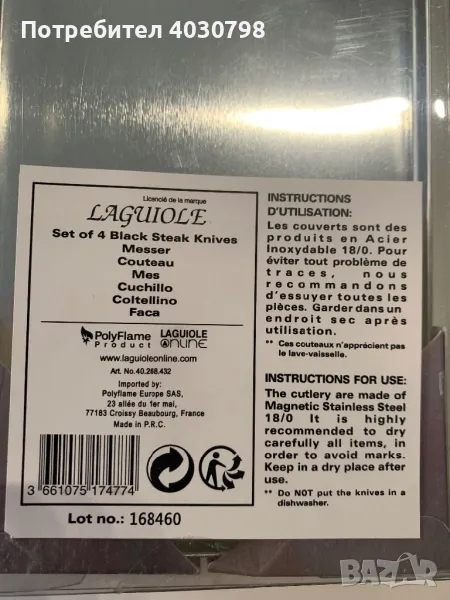 Потребител 4030798
Licencié de la marque
LAGUIOLE
Set of 4 Black Steak Knives
Messer
Couteau
Mes
Cuchillo
Coltellino
Faca
PolyFlame
Product
LAGUIOLE
ONLINE
www.laguioleonline.com
Art. No.40.268.432
Imported by:
Polyflame Europe SAS,
23 allée du 1er mai,
77183 Croissy Beaubourg, France
Made in P.R.C.
3 661075 174774
Lot no.: 168460
INSTRUCTIONS
D'UTILISATION:
Les couverts sont des
produits en Acier
Inoxydable 18/0. Pour
éviter tout problème de
traces, nous
recommandons
d'essuyer toutes les
pièces. Garder dans un
endroit sec après
utilisation.
** Ces couteaux n'apprécient pas
le lave-vaisselle.
INSTRUCTIONS FOR USE:
The cutlery are made of
Magnetic Stainless Steel
18/0 It is highly
recommended to dry
carefully all items, in
order to avoid marks.
Keep in a dry place after
use.
** Do NOT put the knives in a
dishwasher.
BAZAR